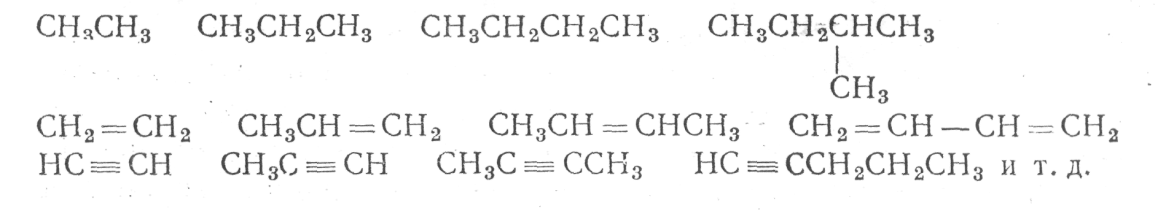 CH₃CH₃ CH₃CH₂CH₃ CH₃CH₂CH₂CH₃ CH₃CH₂CHCH₃
|
CH₃
CH₂=CH₂ CH₃CH=CH₂ CH₃CH=CHCH₃ CH₂=CH—CH=CH₂
HC≡CH CH₃C≡CH CH₃C≡CCH₃ HC≡CCH₂CH₂CH₃ и т. д.